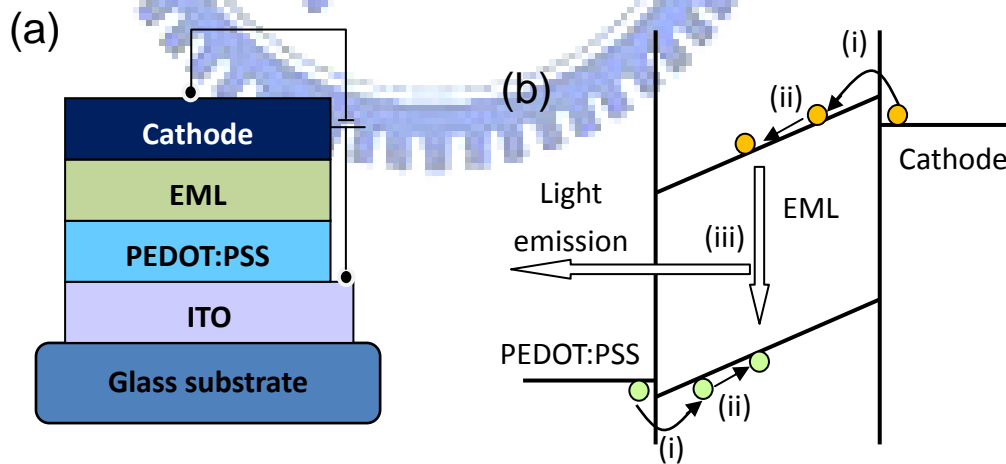 (a)
Cathode
EML
PEDOT:PSS
ITO
Glass substrate
(b)
(i)
(ii)
Cathode
Light
emission
EML
(iii)
PEDOT:PSS
(ii)
(i)